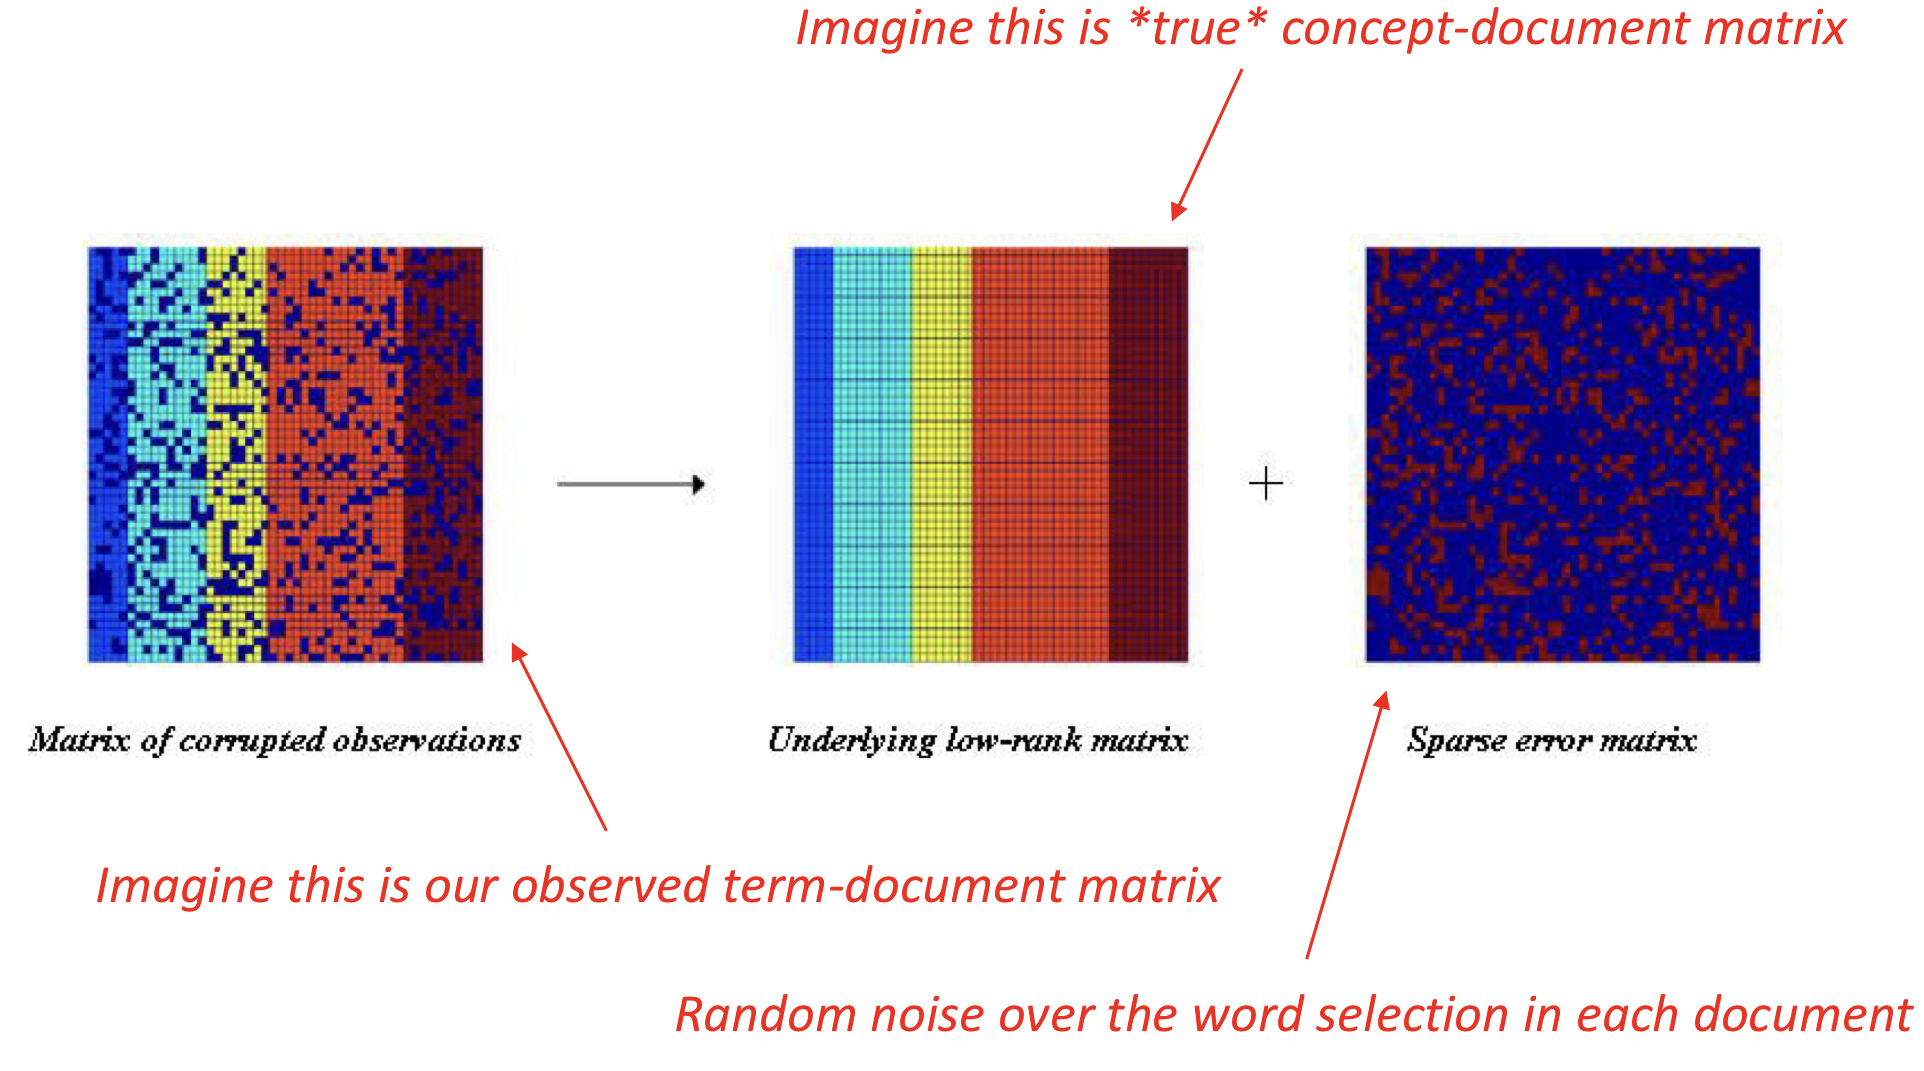 Imagine this is *true* concept-document matrix
Matrix of corrupted observations
Underlying low-rank matrix
+
Sparse error matrix
Imagine this is our observed term-document matrix
Random noise over the word selection in each document